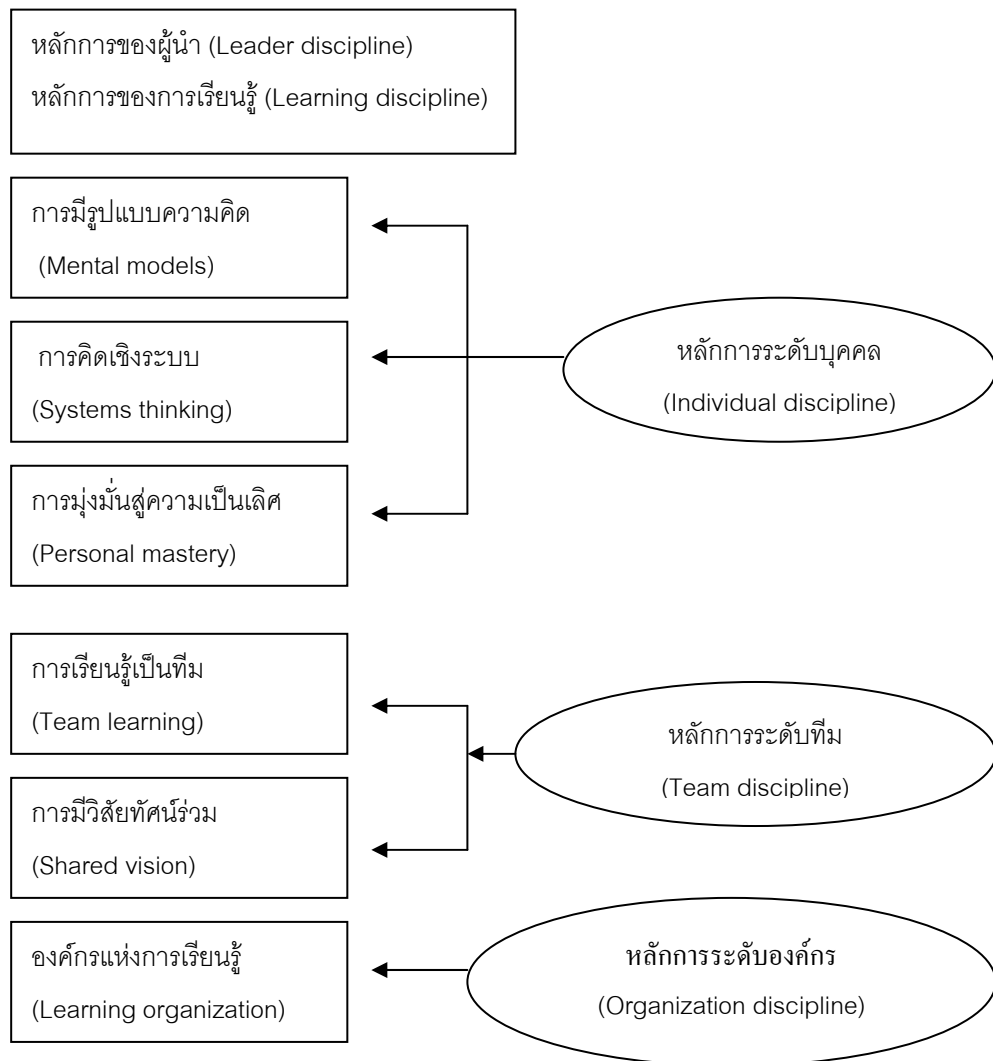 หลักการของผู้นำ (Leader discipline)
หลักการของการเรียนรู้ (Learning discipline)
การมีรูปแบบความคิด
(Mental models)
การคิดเชิงระบบ
(Systems thinking)
การมุ่งมั่นสู่ความเป็นเลิศ
(Personal mastery)
หลักการระดับบุคคล
(Individual discipline)
การเรียนรู้เป็นทีม
(Team learning)
การมีวิสัยทัศน์ร่วม
(Shared vision)
หลักการระดับทีม
(Team discipline)
องค์กรแห่งการเรียนรู้
(Learning organization)
หลักการระดับองค์กร
(Organization discipline)